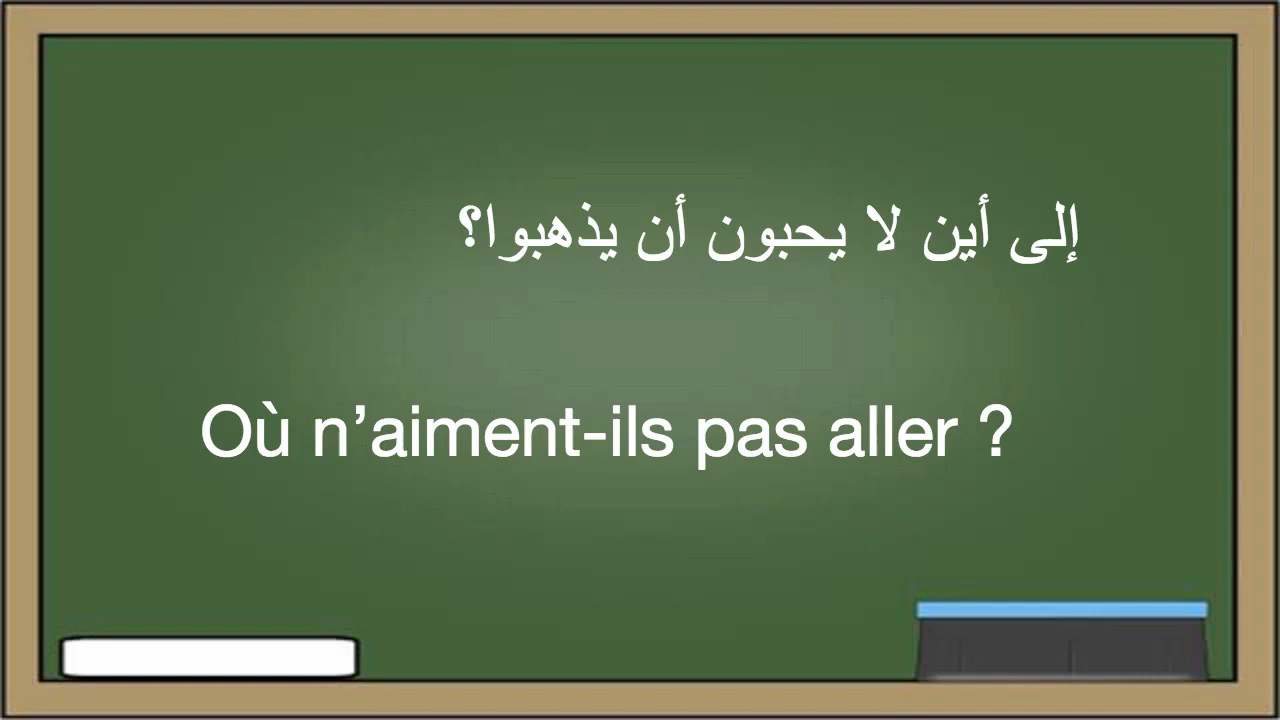 إلى أين لا يحبون أن يذهبوا؟
Où n’aiment-ils pas aller ?